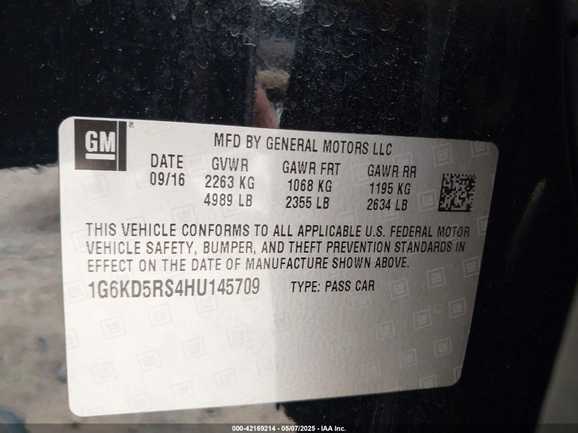 GM
MFD BY GENERAL MOTORS LLC
DATE GVWR GAWR FRT GAWR RR
09/16 2263 KG 1068 KG 1195 KG
4989 LB 2355 LB 2634 LB
THIS VEHICLE CONFORMS TO ALL APPLICABLE U.S. FEDERAL MOTOR
VEHICLE SAFETY, BUMPER, AND THEFT PREVENTION STANDARDS IN
EFFECT ON THE DATE OF MANUFACTURE SHOWN ABOVE.
1G6KD5RS4HU145709 TYPE: PASS CAR
000-42169214 - 05/07/2025 - IAA Inc.